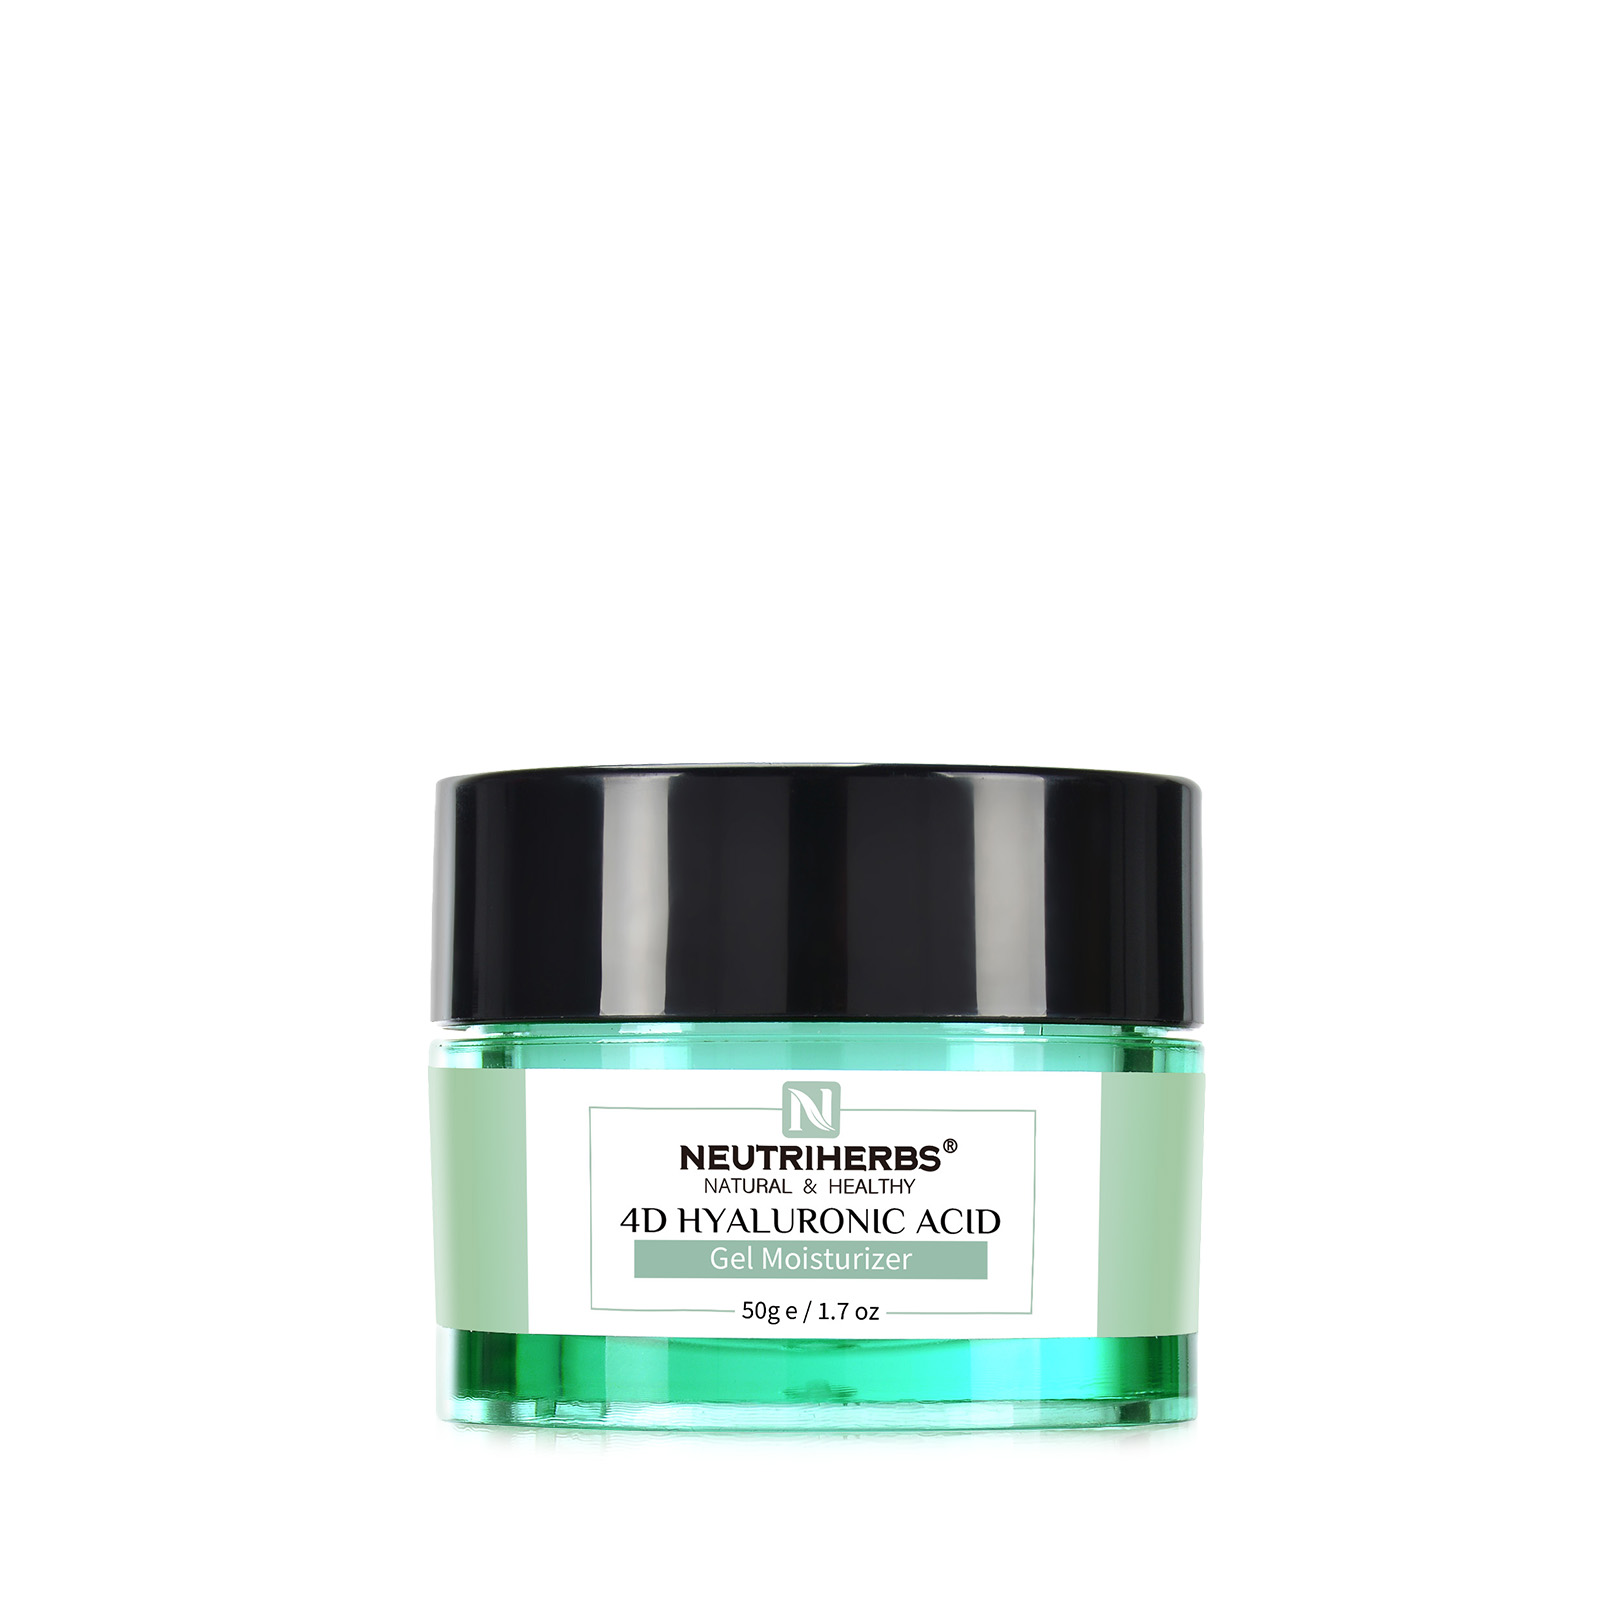 N
NEUTRIHERBS®
NATURAL & HEALTHY
4D HYALURONIC ACID
Gel Moisturizer
50g e / 1.7 oz